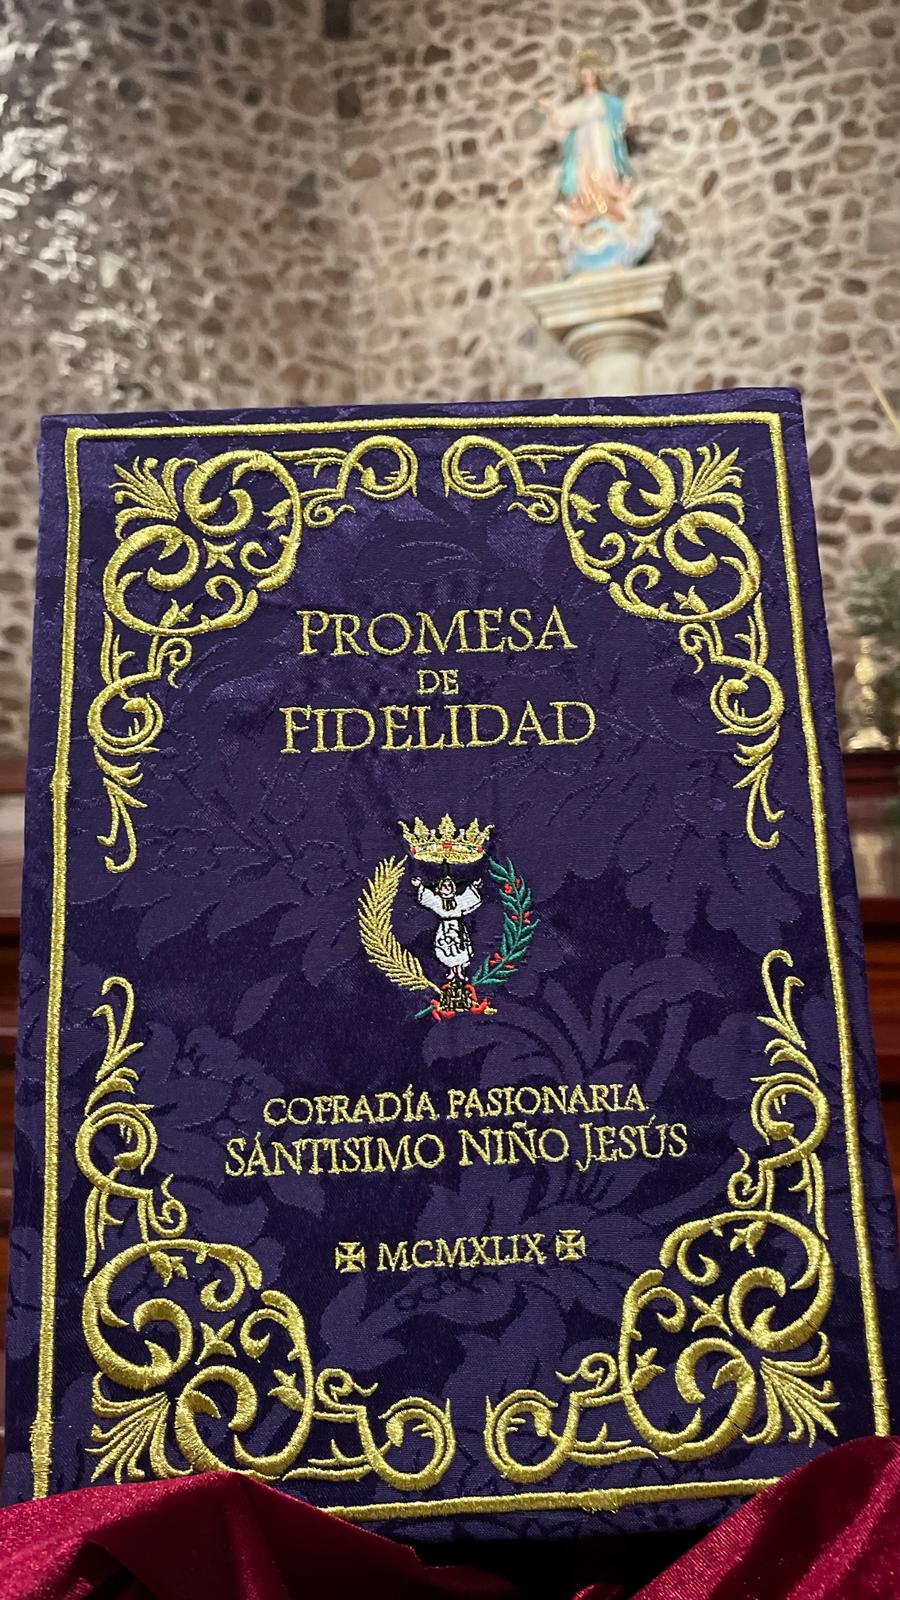 PROMESA
DE
FIDELIDAD
COFRADÍA PASIONARIA
SANTISIMO NIÑO JESÚS
✠ MCMXLIX ✠